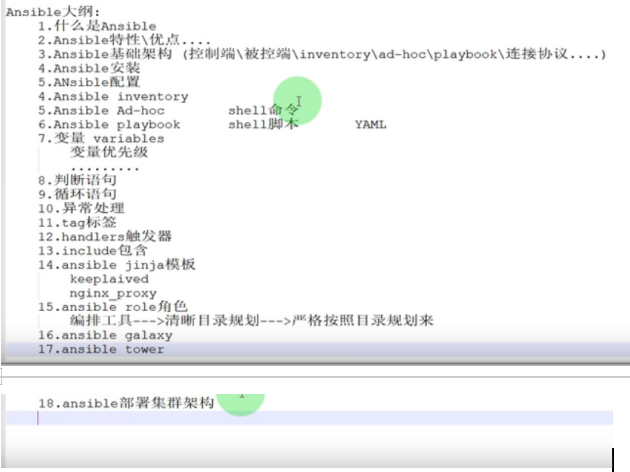 Ansible大纲:
1.什么是Ansible
2.Ansible特性\优点....
3.Ansible基础架构 (控制端\被控端\inventory\ad-hoc\playbook\连接协议....)
4.Ansible安装
5.ANsible配置
4.Ansible inventory
5.Ansible Ad-hoc shell命令
6.Ansible playbook shell脚本 YAML
7.变量 variables
变量优先级
.........
8.判断语句
9.循环语句
10.异常处理
11.tag标签
12.handlers触发器
13.include包含
14.ansible jinja模板
keeplaived
nginx_proxy
15.ansible role角色
编排工具--->清晰目录规划--->严格按照目录规划来
16.ansible galaxy
17.ansible tower
18.ansible部署集群架构